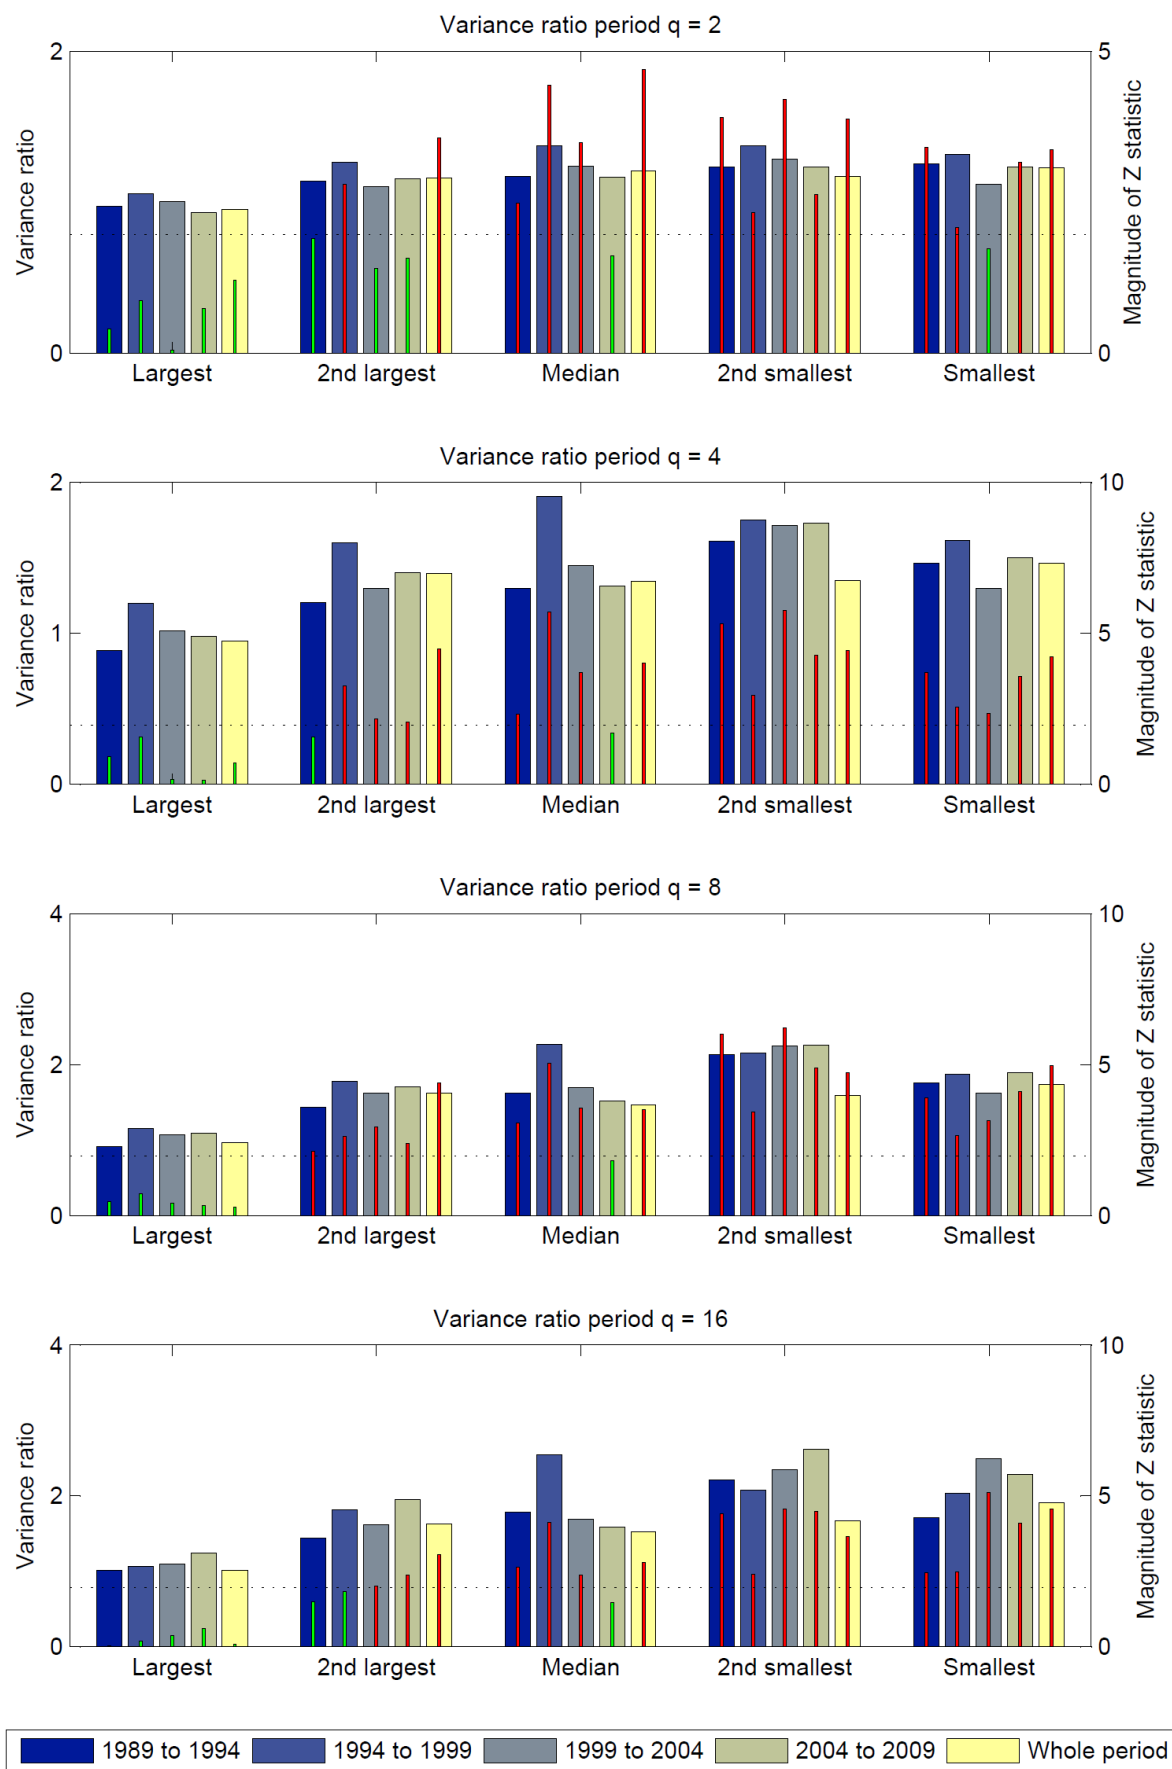 Variance ratio period q = 2
2
5
Variance ratio
Magnitude of Z statistic
0
0
Largest
2nd largest
Median
2nd smallest
Smallest
Variance ratio period q = 4
2
10
Variance ratio
1
5
Magnitude of Z statistic
0
0
Largest
2nd largest
Median
2nd smallest
Smallest
Variance ratio period q = 8
4
10
Variance ratio
2
5
Magnitude of Z statistic
0
0
Largest
2nd largest
Median
2nd smallest
Smallest
Variance ratio period q = 16
4
10
Variance ratio
2
5
Magnitude of Z statistic
0
0
Largest
2nd largest
Median
2nd smallest
Smallest
1989 to 1994
1994 to 1999
1999 to 2004
2004 to 2009
Whole period